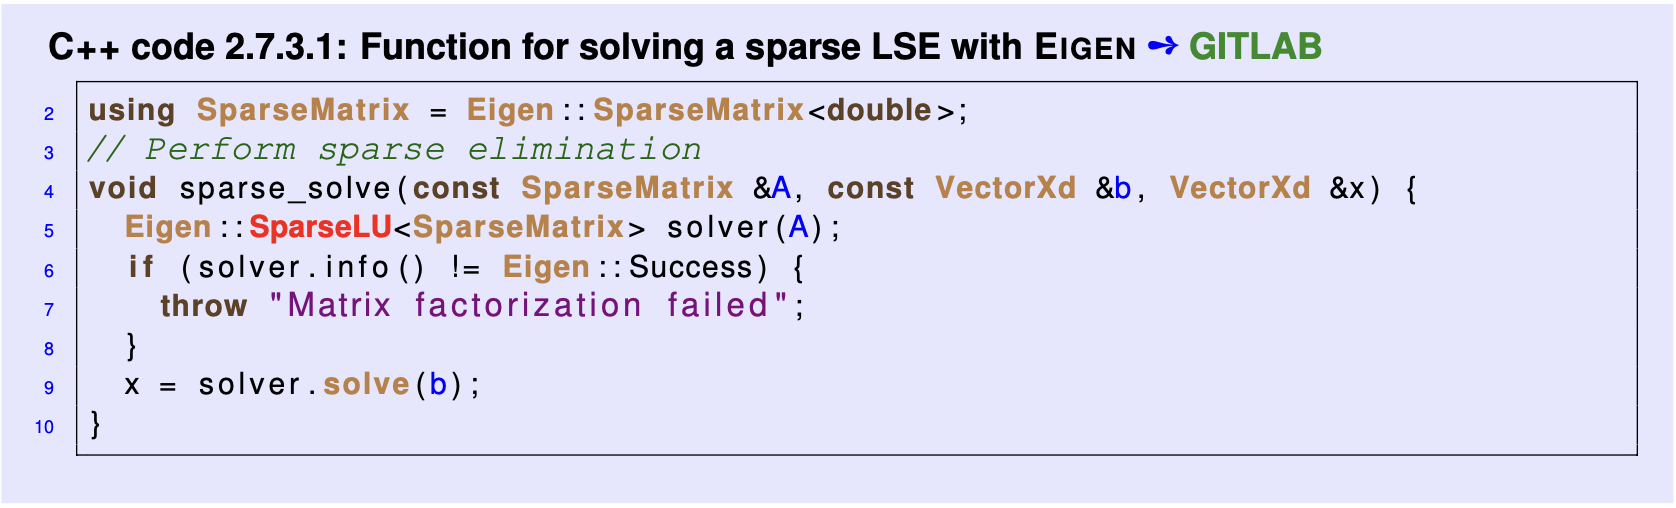 C++ code 2.7.3.1: Function for solving a sparse LSE with EIGEN ➺ GITLAB
2 using SparseMatrix = Eigen::SparseMatrix<double>;
3 // Perform sparse elimination
4 void sparse_solve(const SparseMatrix &A, const VectorXd &b, VectorXd &x) {
5   Eigen::SparseLU<SparseMatrix> solver(A);
6   if (solver.info() != Eigen::Success) {
7     throw "Matrix factorization failed";
8   }
9   x = solver.solve(b);
10 }